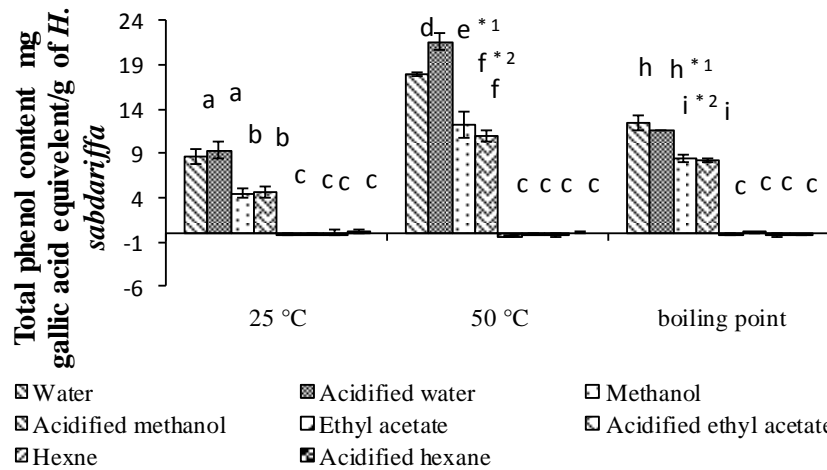 Total phenol content mg
gallic acid equivelent/g of H.
sabdariffa
24
19
14
9
4
-1
-6
a a
b b
c c c c
d e *1
f *2
f
c c c c
h h *1
i *2 i
c c c c
25 °C 50 °C boiling point
Water Acidified water Methanol
Acidified methanol Ethyl acetate Acidified ethyl acetate
Hexne Acidified hexane